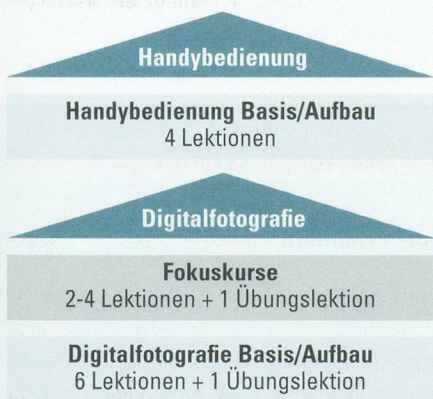 Handybedienung
Handybedienung Basis/Aufbau
4 Lektionen
Digitalfotografie
Fokuskurse
2-4 Lektionen + 1 Übungslektion
Digitalfotografie Basis/Aufbau
6 Lektionen + 1 Übungslektion